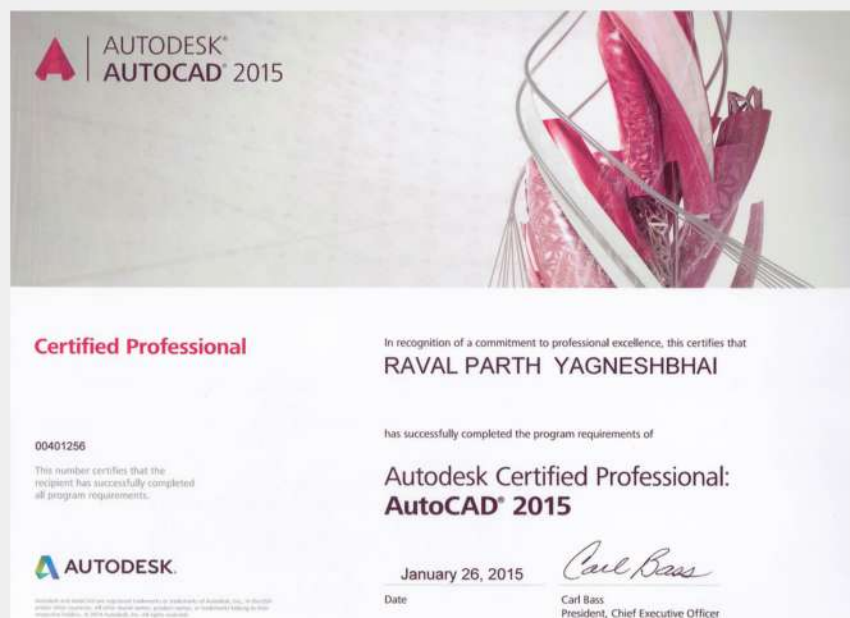 AUTODESK®
AUTOCAD® 2015
Certified Professional
In recognition of a commitment to professional excellence, this certifies that
RAVAL PARTH YAGNESHBHAI
00401256
has successfully completed the program requirements of
This number certifies that the
recipient has successfully completed
all program requirements.
Autodesk Certified Professional:
AutoCAD® 2015
AUTODESK.
January 26, 2015
Carl Bass
Date
Carl Bass
President, Chief Executive Officer